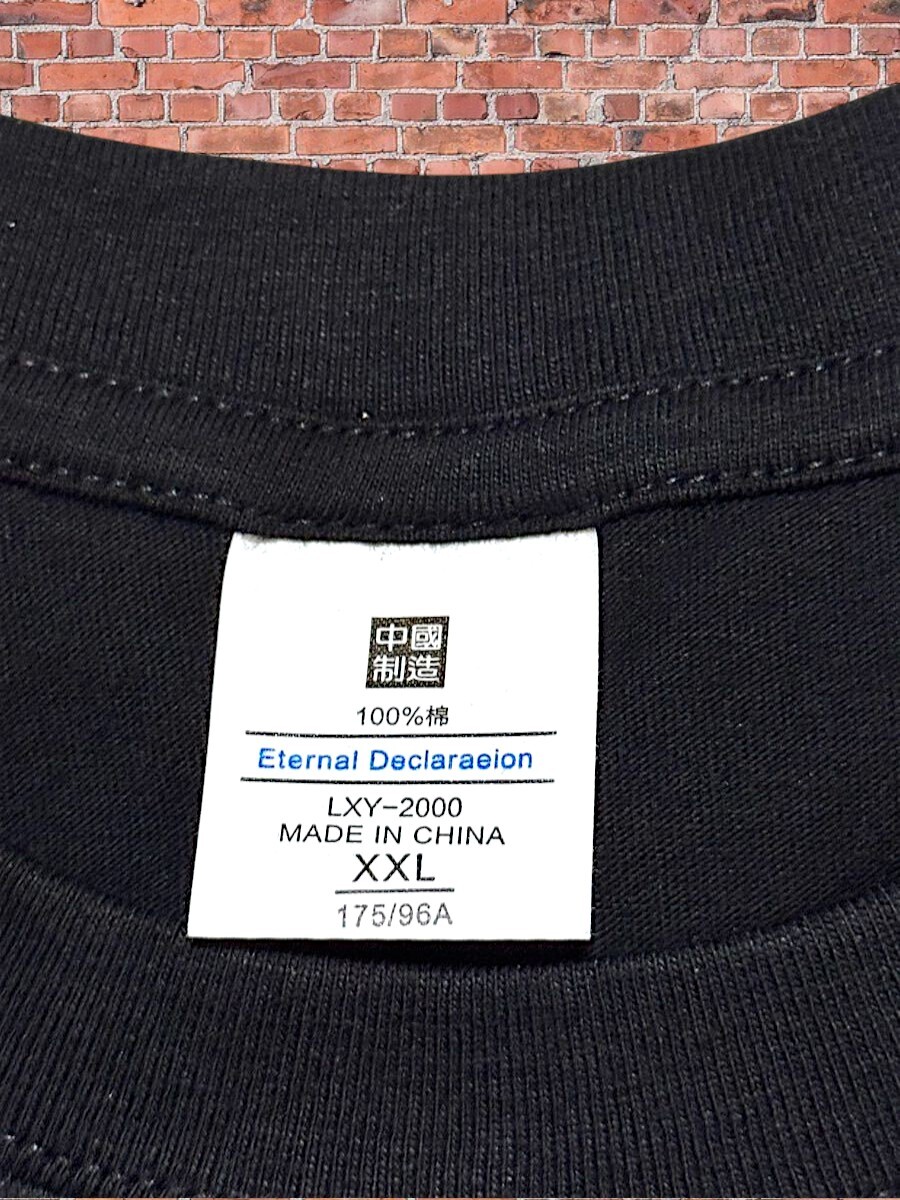 中國
制造
100%棉
Eternal Declaraeion
LXY-2000
MADE IN CHINA
XXL
175/96A